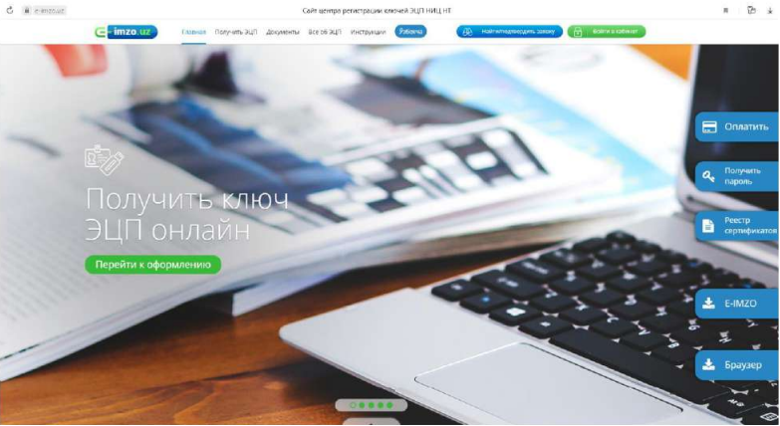 e-imzo.uz
Сайт центра регистрации ключей ЭЦП НИЦ НТ
e-imzo.uz
Главная Получить ЭЦП Документы Все об ЭЦП Инструкции Ўзбекча Найти/подтвердить заявку Войти в кабинет
Оплатить
Получить
пароль
Реестр
сертификатов
Получить ключ
ЭЦП онлайн
Перейти к оформлению
E-IMZO
Браузер